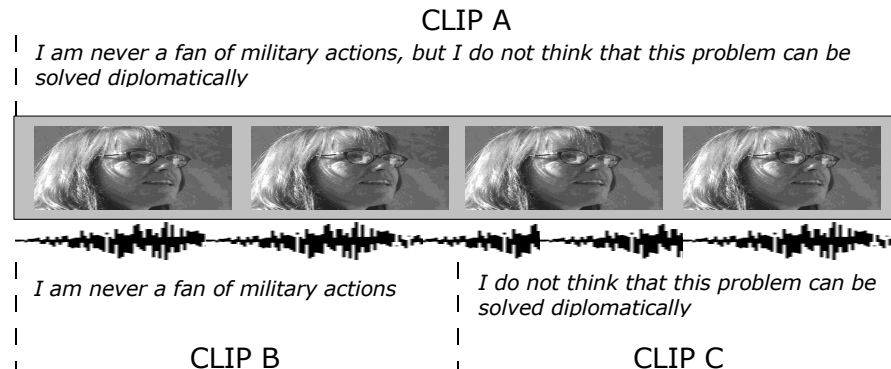 CLIP A
I am never a fan of military actions, but I do not think that this problem can be
solved diplomatically
I am never a fan of military actions
I do not think that this problem can be
solved diplomatically
CLIP B
CLIP C